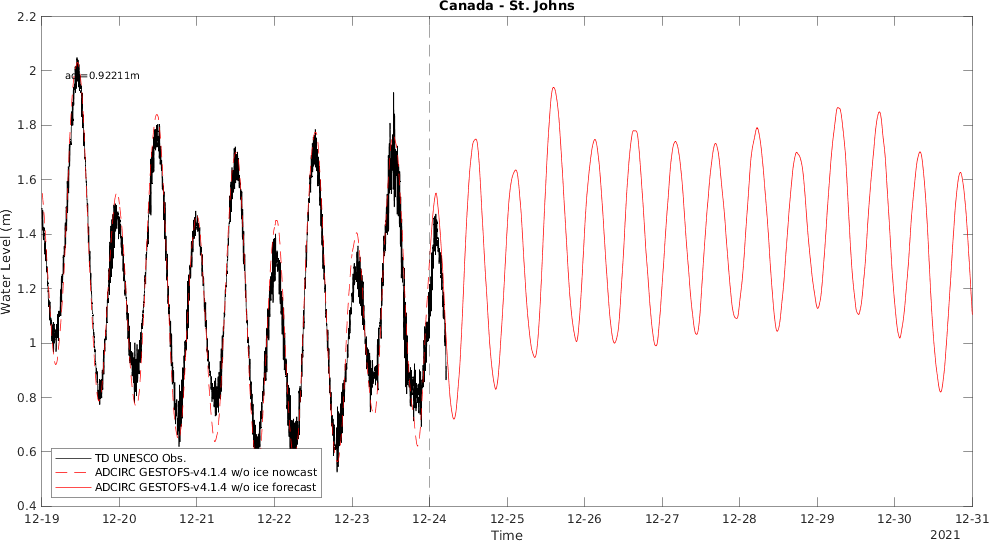 Canada - St. Johns
2.2
2
1.8
1.6
1.4
1.2
1
0.8
0.6
0.4
Water Level (m)
=0.92211m
TD UNESCO Obs.
ADCIRC GESTOFS-v4.1.4 w/o ice nowcast
ADCIRC GESTOFS-v4.1.4 w/o ice forecast
12-19 12-20 12-21 12-22 12-23 12-24 12-25 12-26 12-27 12-28 12-29 12-30 12-31
Time
2021